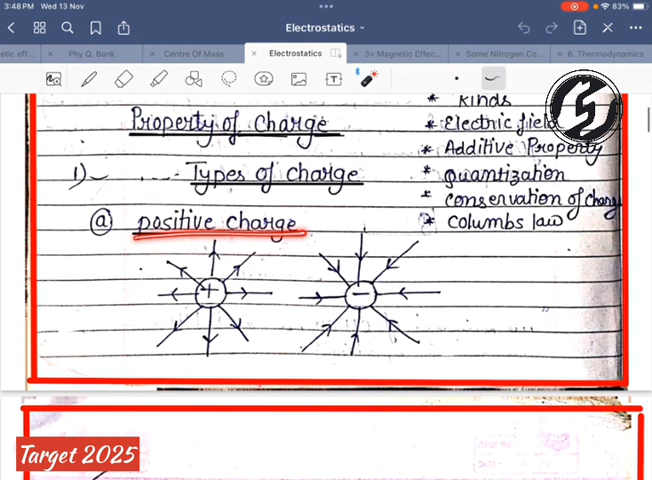 3:48 PM Wed 13 Nov
83%
Electrostatics
etic eff...
Phy Q. Bank
Centre Of Mass
Electrostatics
3= Magnetic Effec...
Some Nitrogen Co...
6. Thermodynamics
T
* Kinds
Property of Charge
* Electric field
* Additive Property
1) Types of charge
* quantization
* conservation of charge
(a) positive charge
* Columbs law
+
−
Target 2025